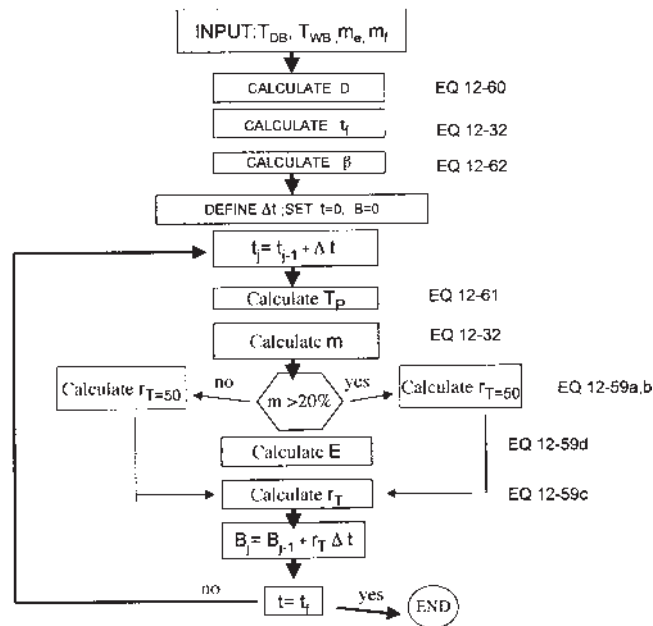 INPUT: T_DB, T_WB, m_e, m_f
CALCULATE D EQ 12-60
CALCULATE t_f EQ 12-32
CALCULATE β EQ 12-62
DEFINE Δt ;SET t=0, B=0
t_j= t_j-1 + Δ t
Calculate T_P EQ 12-61
Calculate m EQ 12-32
no yes
Calculate r_T=50 m >20% Calculate r_T=50 EQ 12-59a,b
Calculate E EQ 12-59d
Calculate r_T EQ 12-59c
B_j= B_j-1 + r_T Δ t
no yes
t= t_f END